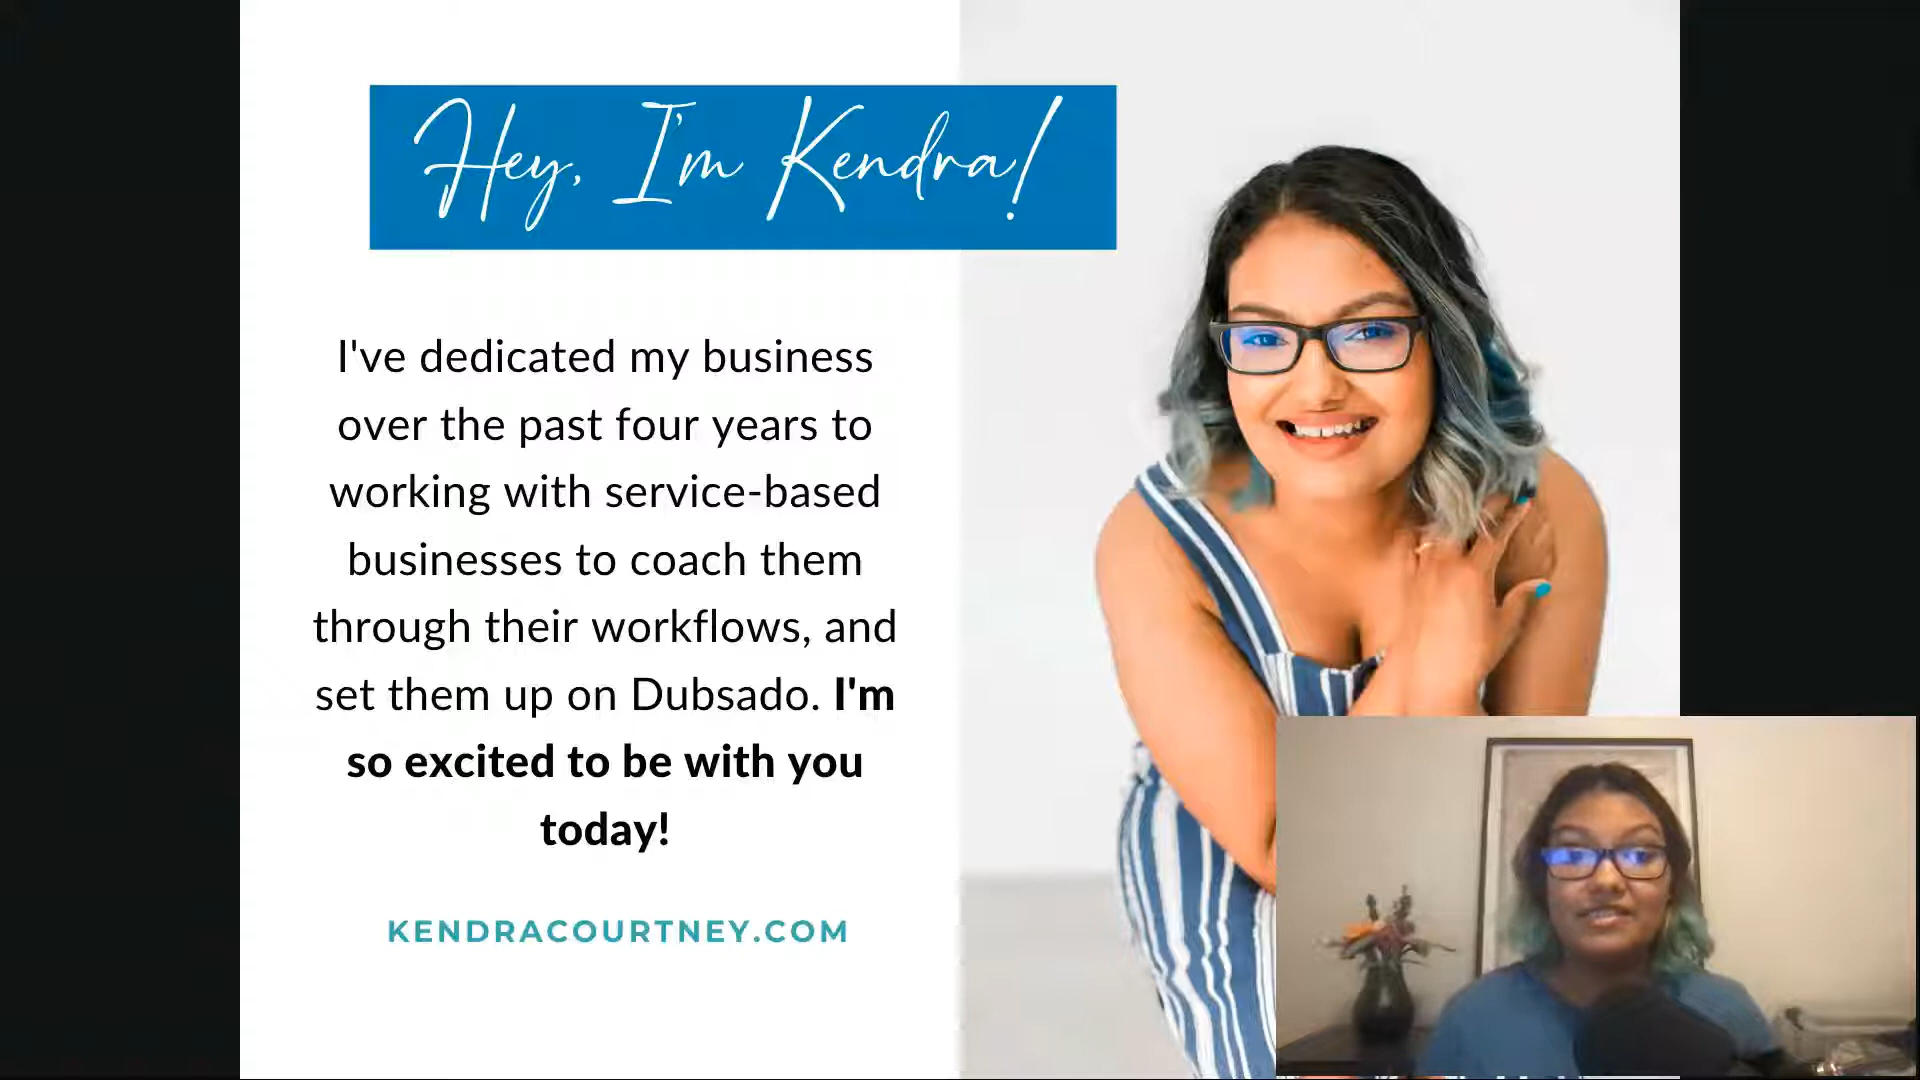 Hey, I'm Kendra!
I've dedicated my business
over the past four years to
working with service-based
businesses to coach them
through their workflows, and
set them up on Dubsado. I'm
so excited to be with you
today!
KENDRACOURTNEY.COM